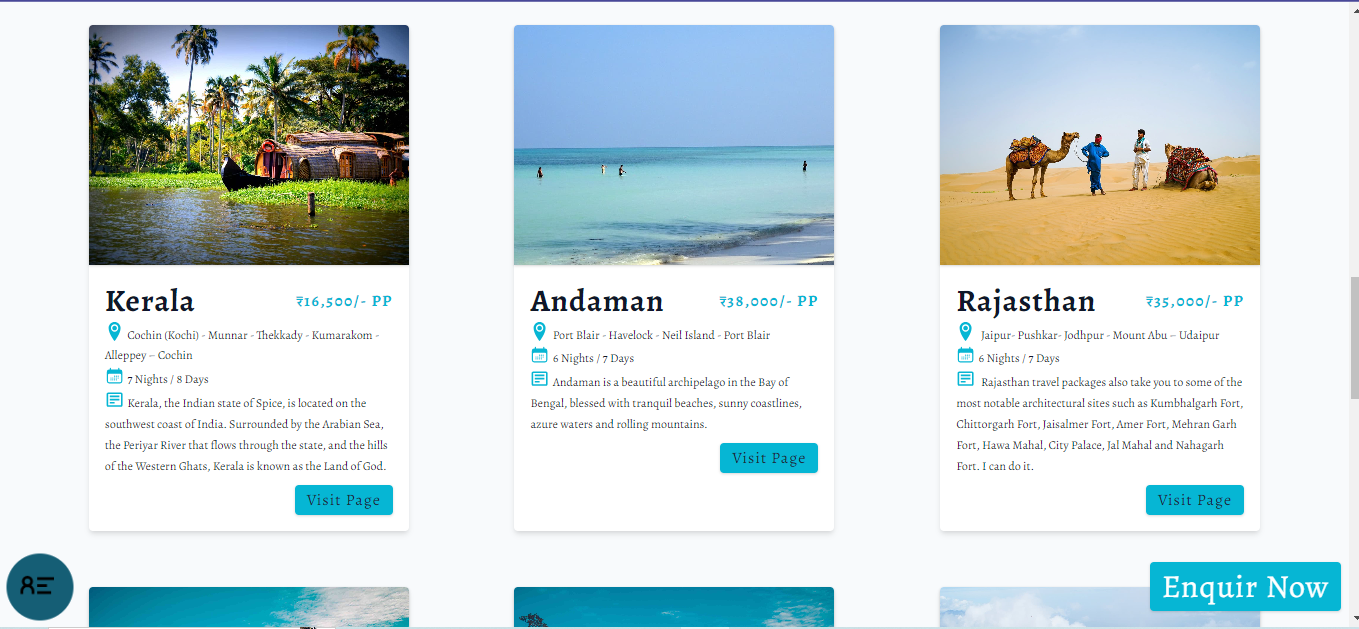 Kerala
₹16,500/- PP
Cochin (Kochi) - Munnar - Thekkady - Kumarakom -
Alleppey – Cochin
7 Nights / 8 Days
Kerala, the Indian state of Spice, is located on the
southwest coast of India. Surrounded by the Arabian Sea,
the Periyar River that flows through the state, and the hills
of the Western Ghats, Kerala is known as the Land of God.
Visit Page
Andaman
₹38,000/- PP
Port Blair - Havelock - Neil Island - Port Blair
6 Nights / 7 Days
Andaman is a beautiful archipelago in the Bay of
Bengal, blessed with tranquil beaches, sunny coastlines,
azure waters and rolling mountains.
Visit Page
Rajasthan
₹35,000/- PP
Jaipur- Pushkar- Jodhpur - Mount Abu – Udaipur
6 Nights / 7 Days
Rajasthan travel packages also take you to some of the
most notable architectural sites such as Kumbhalgarh Fort,
Chittorgarh Fort, Jaisalmer Fort, Amer Fort, Mehran Garh
Fort, Hawa Mahal, City Palace, Jal Mahal and Nahagarh
Fort. I can do it.
Visit Page
Enquir Now